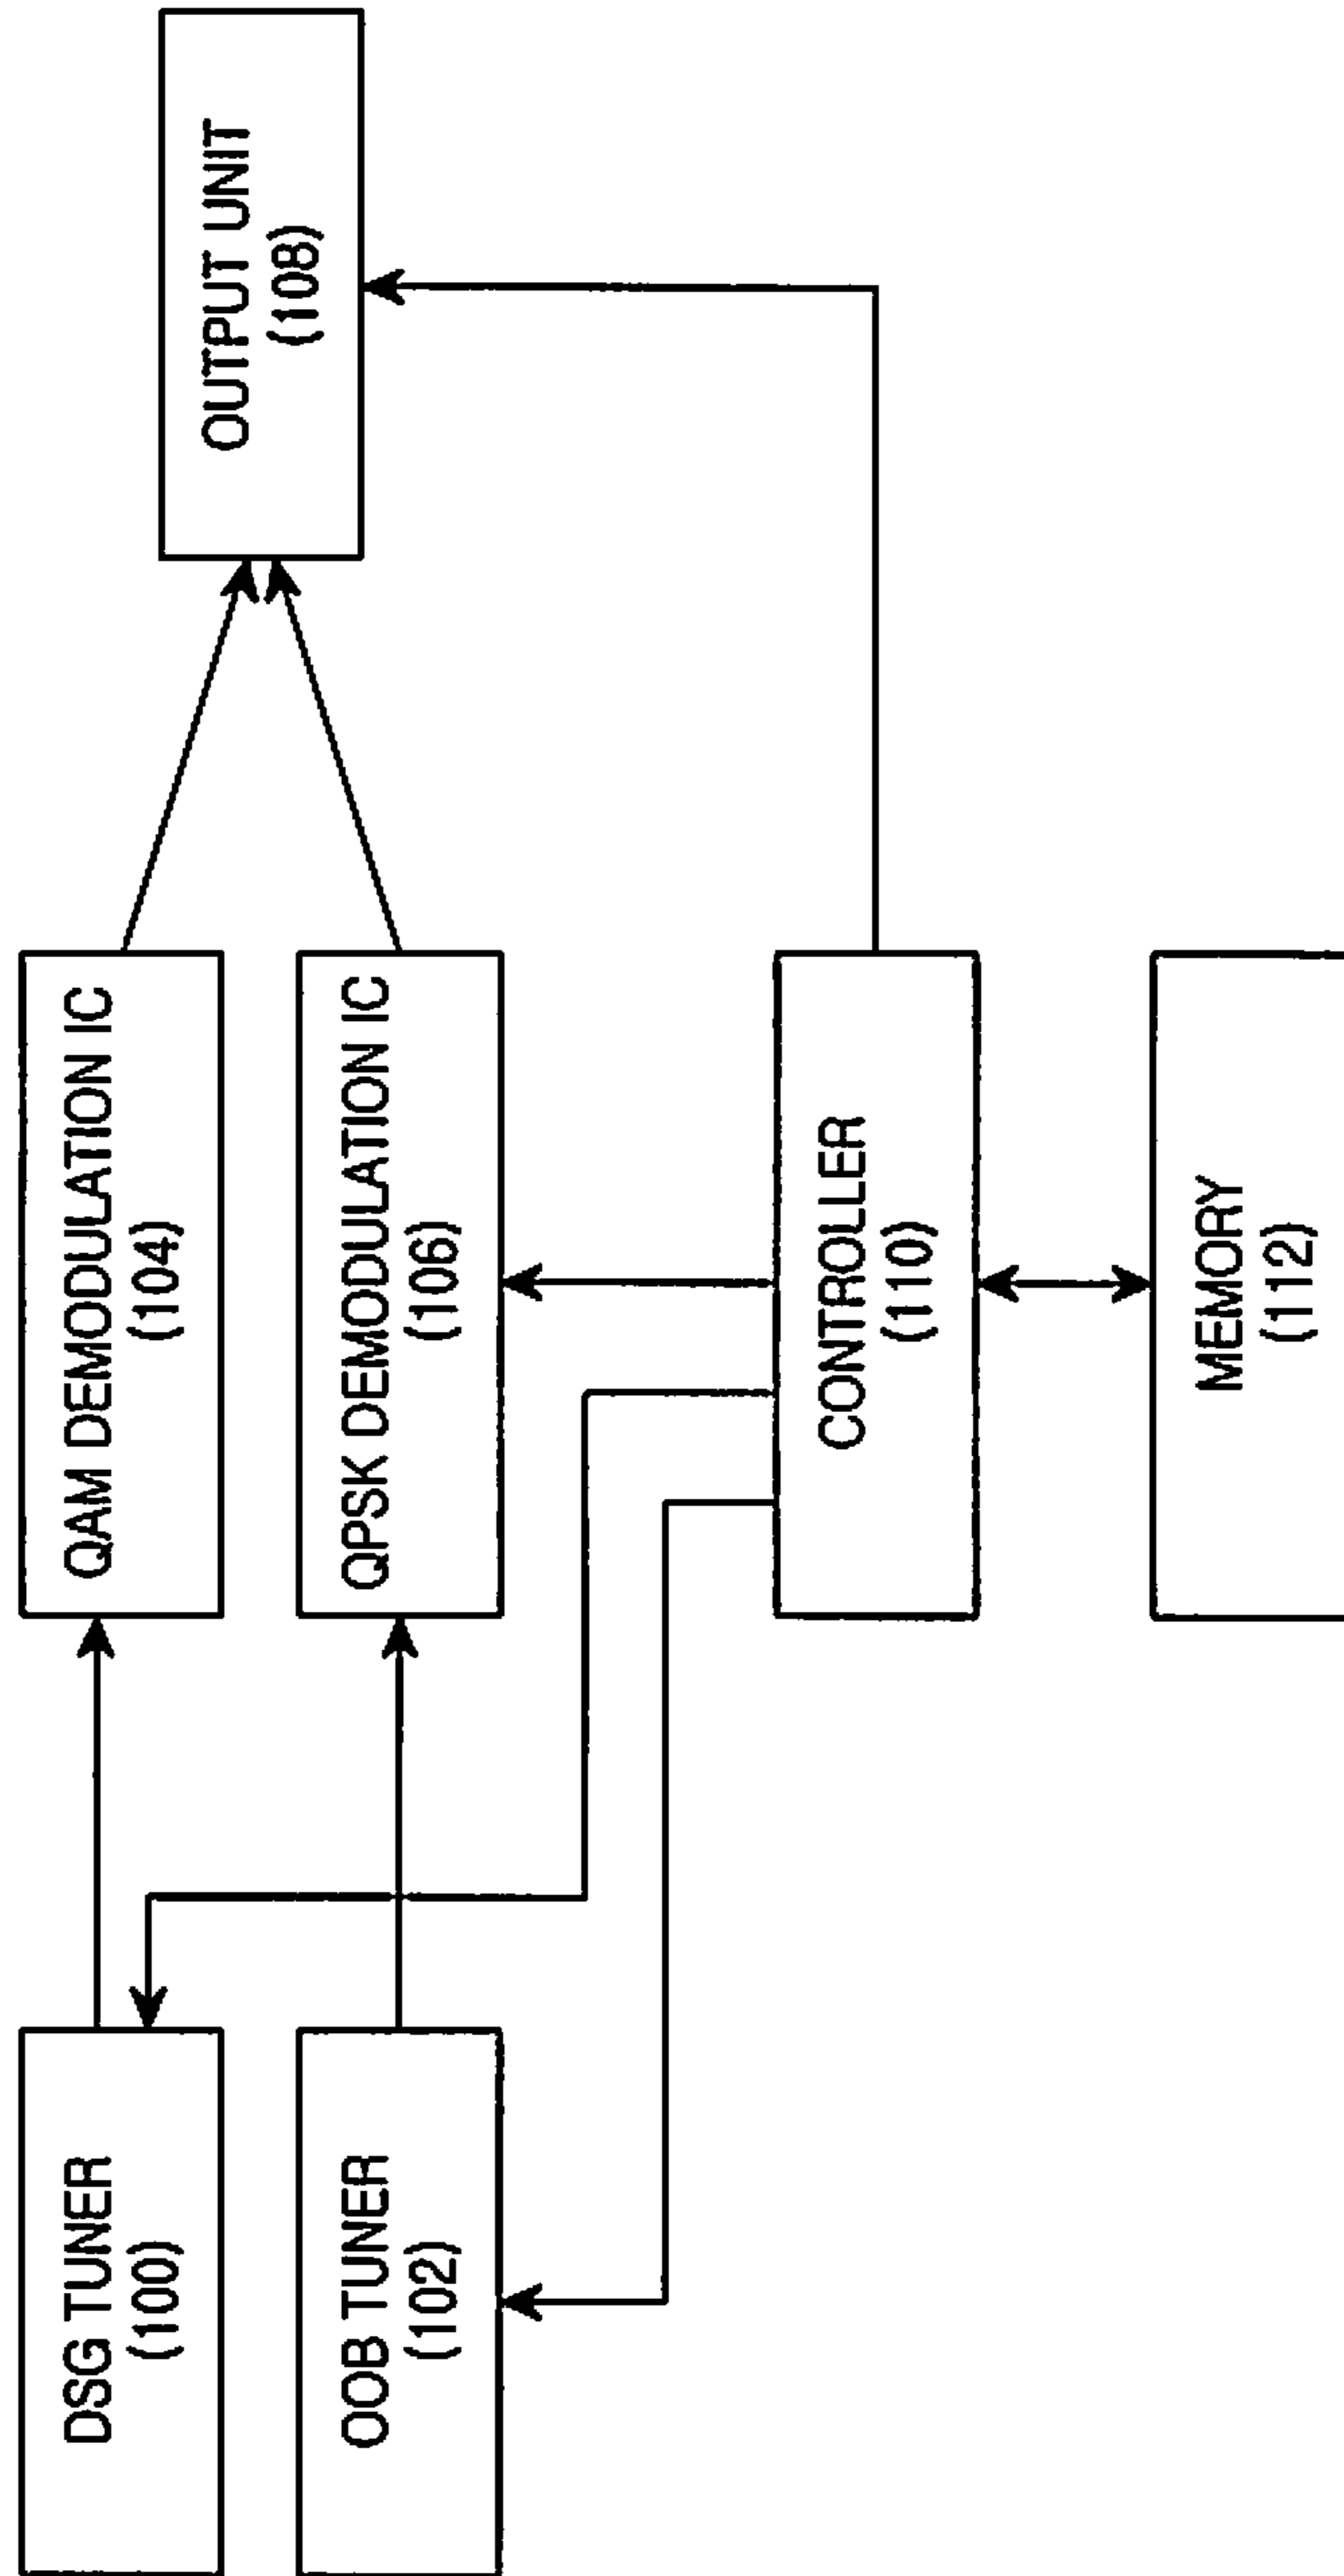 DSG TUNER
(100)
QAM DEMODULATION IC
(104)
OUTPUT UNIT
(108)
OOB TUNER
(102)
QPSK DEMODULATION IC
(106)
CONTROLLER
(110)
MEMORY
(112)